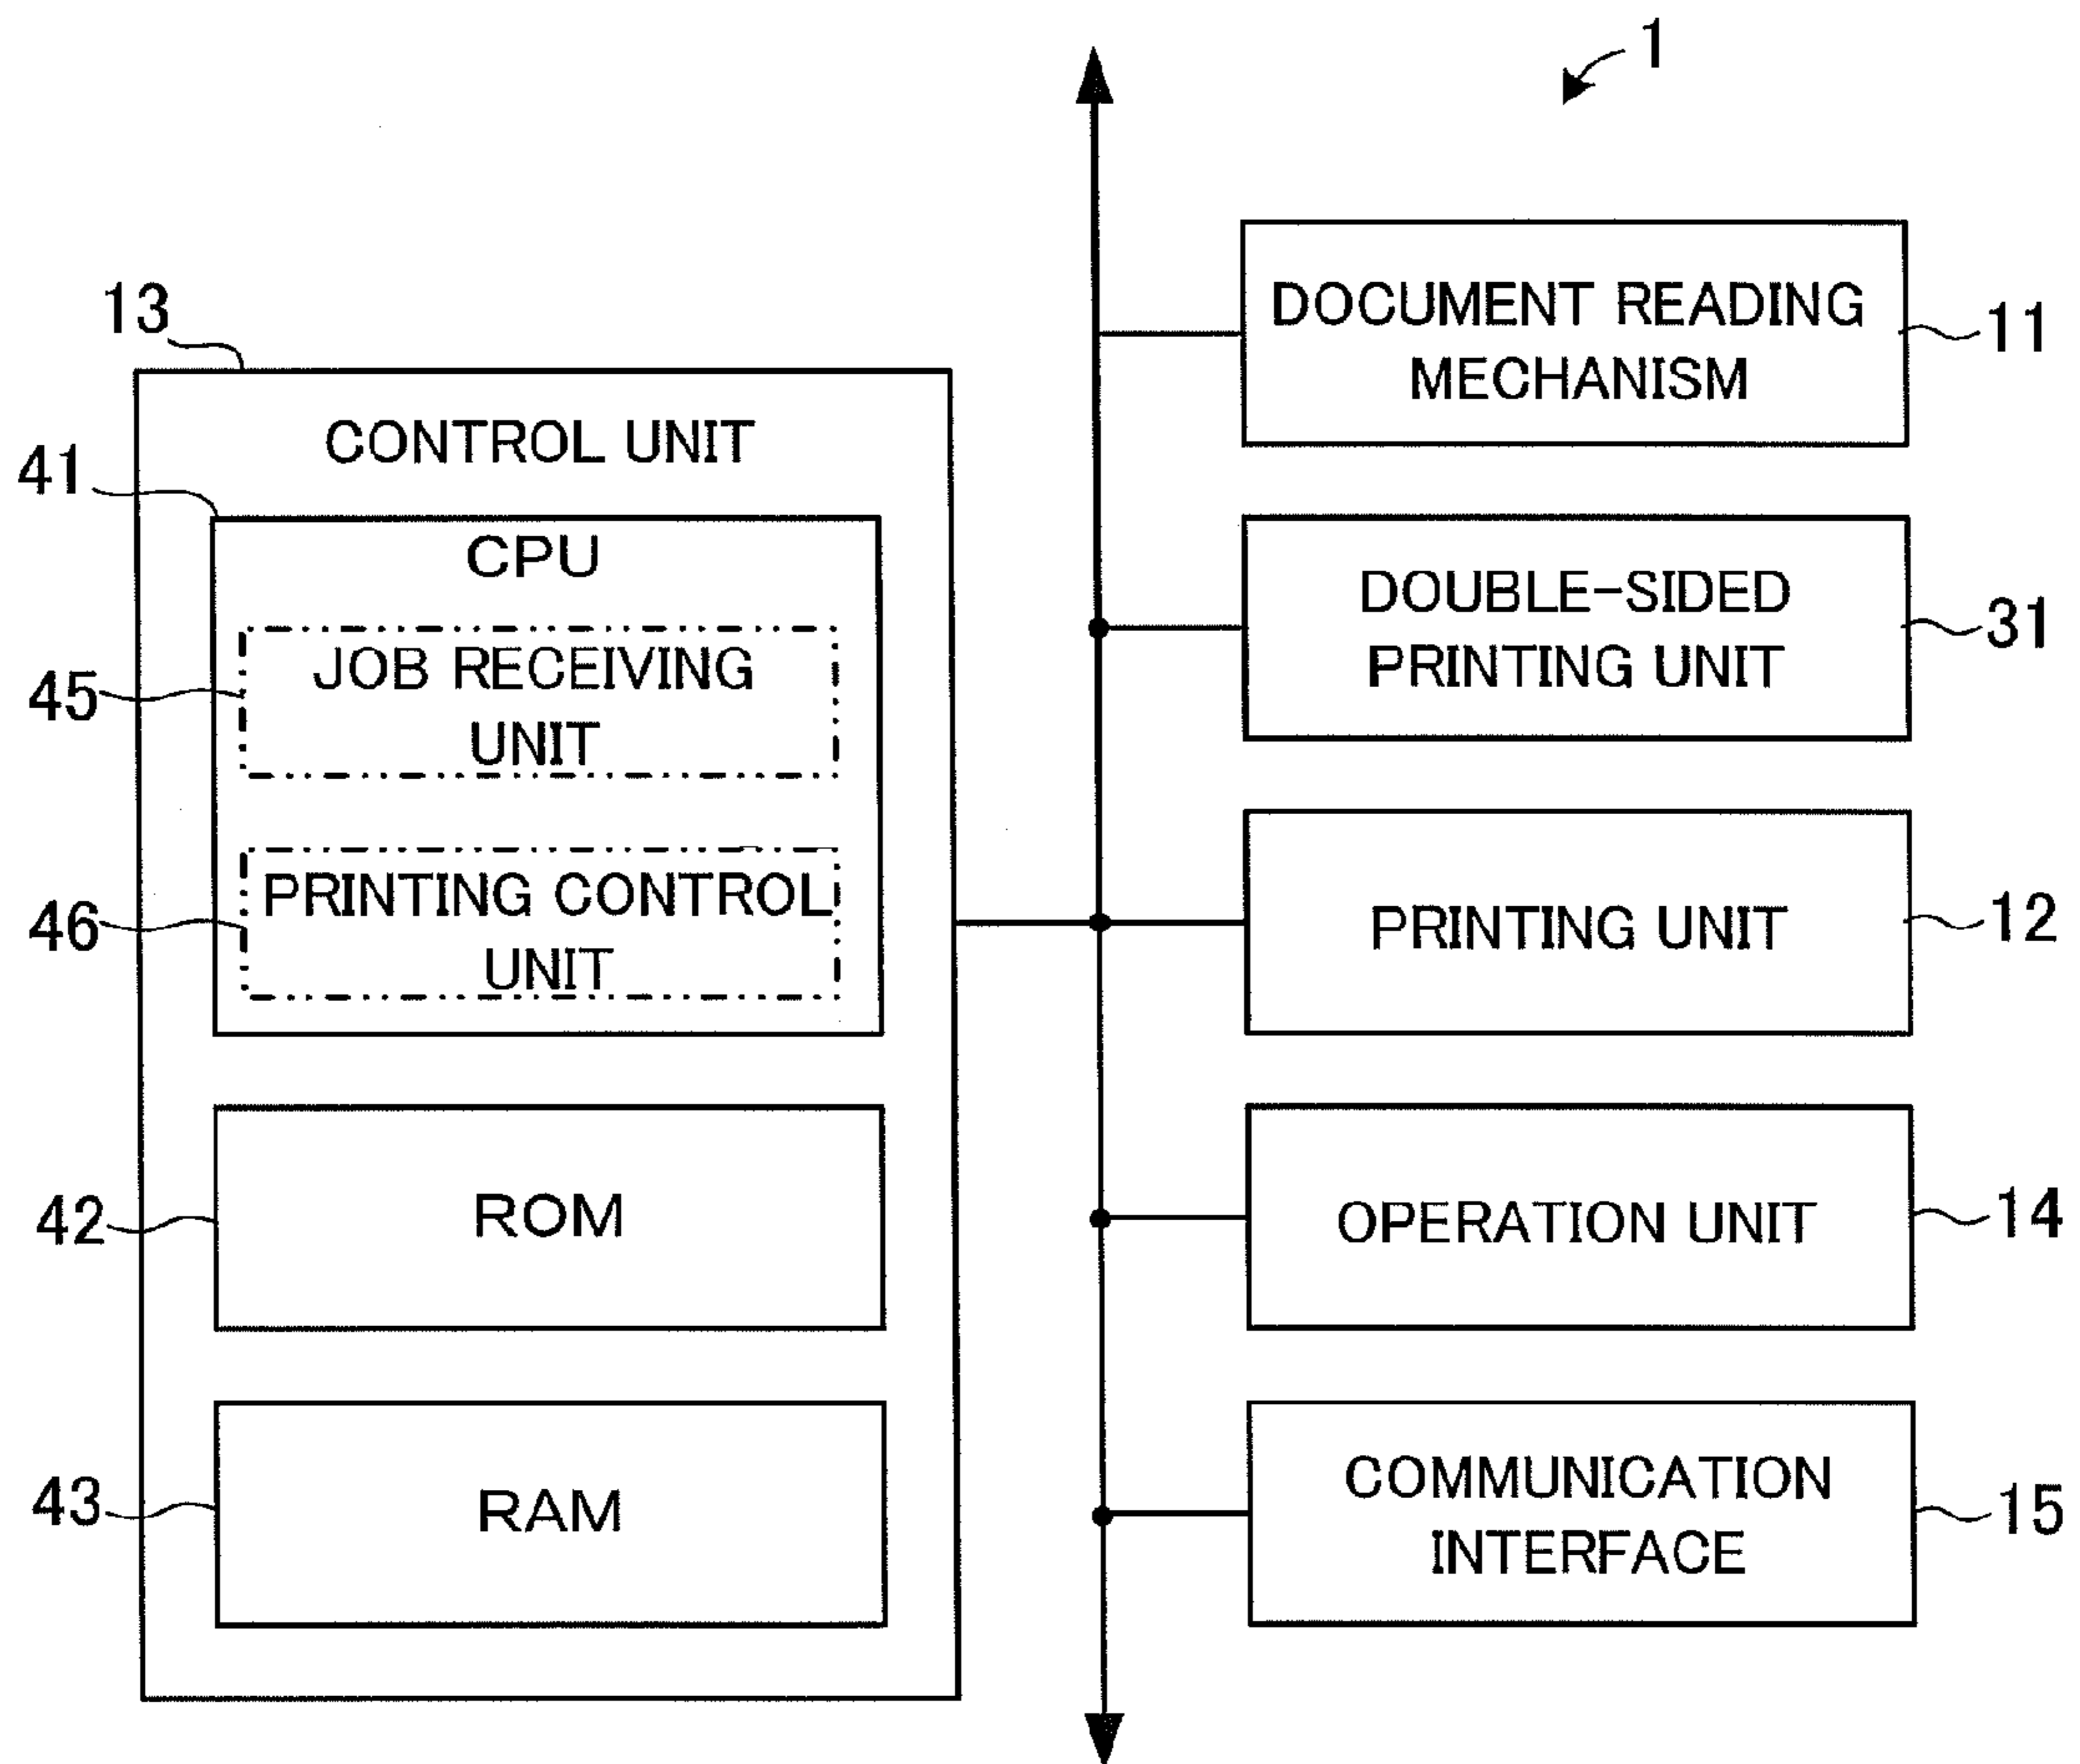 1
13
CONTROL UNIT
41
CPU
45
JOB RECEIVING
UNIT
46
PRINTING CONTROL
UNIT
42
ROM
43
RAM
DOCUMENT READING
MECHANISM
11
DOUBLE-SIDED
PRINTING UNIT
31
PRINTING UNIT
12
OPERATION UNIT
14
COMMUNICATION
INTERFACE
15